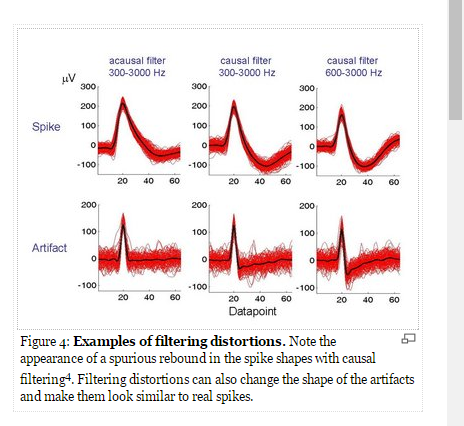 acausal filter causal filter causal filter
300-3000 Hz 300-3000 Hz 600-3000 Hz
μV
300 300 300
200 200 200
Spike 100 100 100
0 0 0
-100 -100 -100
20 40 60 20 40 60 20 40 60
200 200 200
100 100 100
Artifact 0 0 0
-100 -100 -100
20 40 60 20 40 60 20 40 60
Datapoint
Figure 4: Examples of filtering distortions. Note the
appearance of a spurious rebound in the spike shapes with causal
filtering4. Filtering distortions can also change the shape of the artifacts
and make them look similar to real spikes.